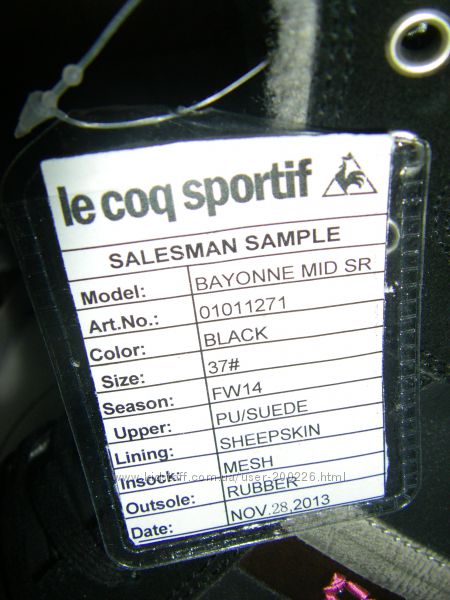 le coq sportif
SALESMAN SAMPLE
Model: BAYONNE MID SR
Art.No.: 01011271
Color: BLACK
Size: 37#
Season: FW14
Upper: PU/SUEDE
Lining: SHEEPSKIN
Insock: MESH
Outsole: RUBBER
Date: NOV.28,2013